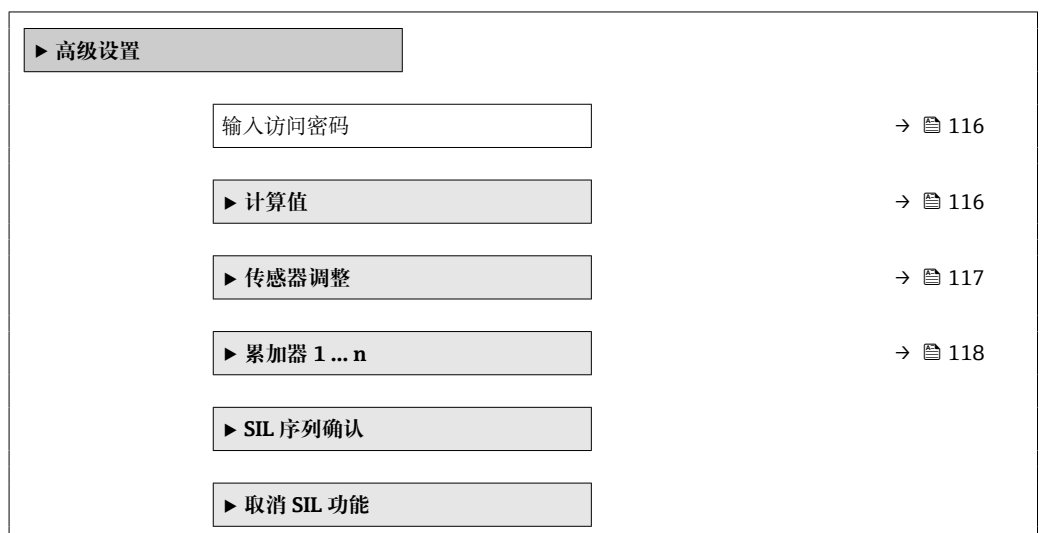 ▶ 高级设置
输入访问密码 → 🖹 116
▶ 计算值 → 🖹 116
▶ 传感器调整 → 🖹 117
▶ 累加器 1 … n → 🖹 118
▶ SIL 序列确认
▶ 取消 SIL 功能